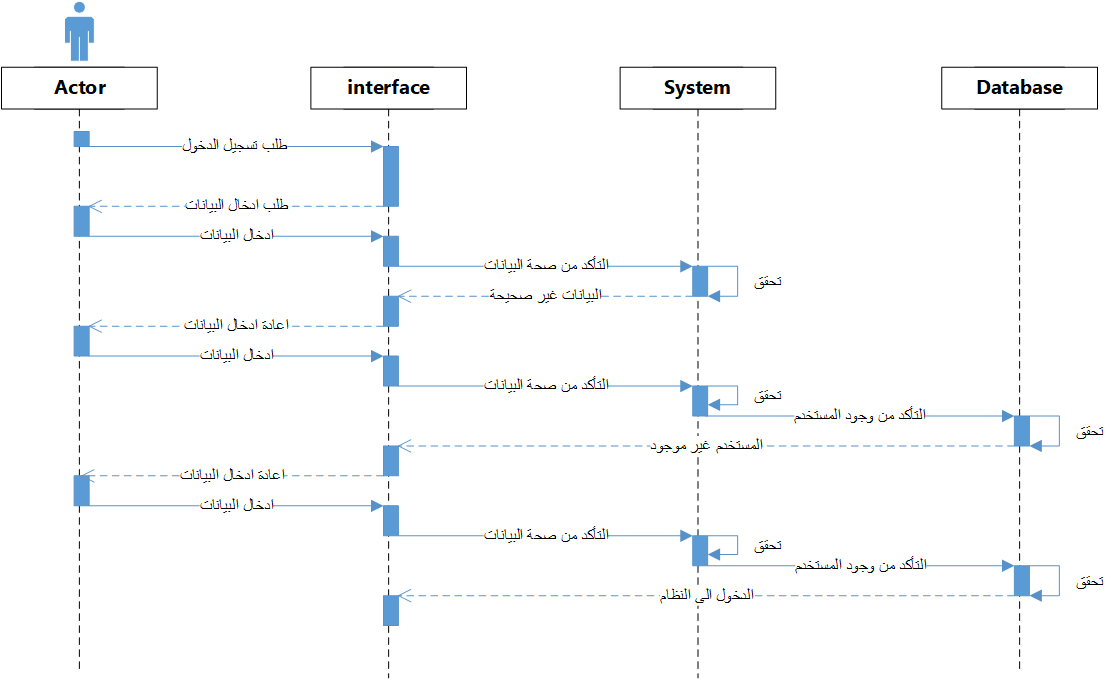 Actor
interface
System
Database
طلب تسجيل الدخول
طلب ادخال البيانات
ادخال البيانات
التأكد من صحة البيانات
تحقق
البيانات غير صحيحة
اعادة ادخال البيانات
ادخال البيانات
التأكد من صحة البيانات
تحقق
التأكد من وجود المستخدم
تحقق
المستخدم غير موجود
اعادة ادخال البيانات
ادخال البيانات
التأكد من صحة البيانات
تحقق
التأكد من وجود المستخدم
تحقق
الدخول الى النظام